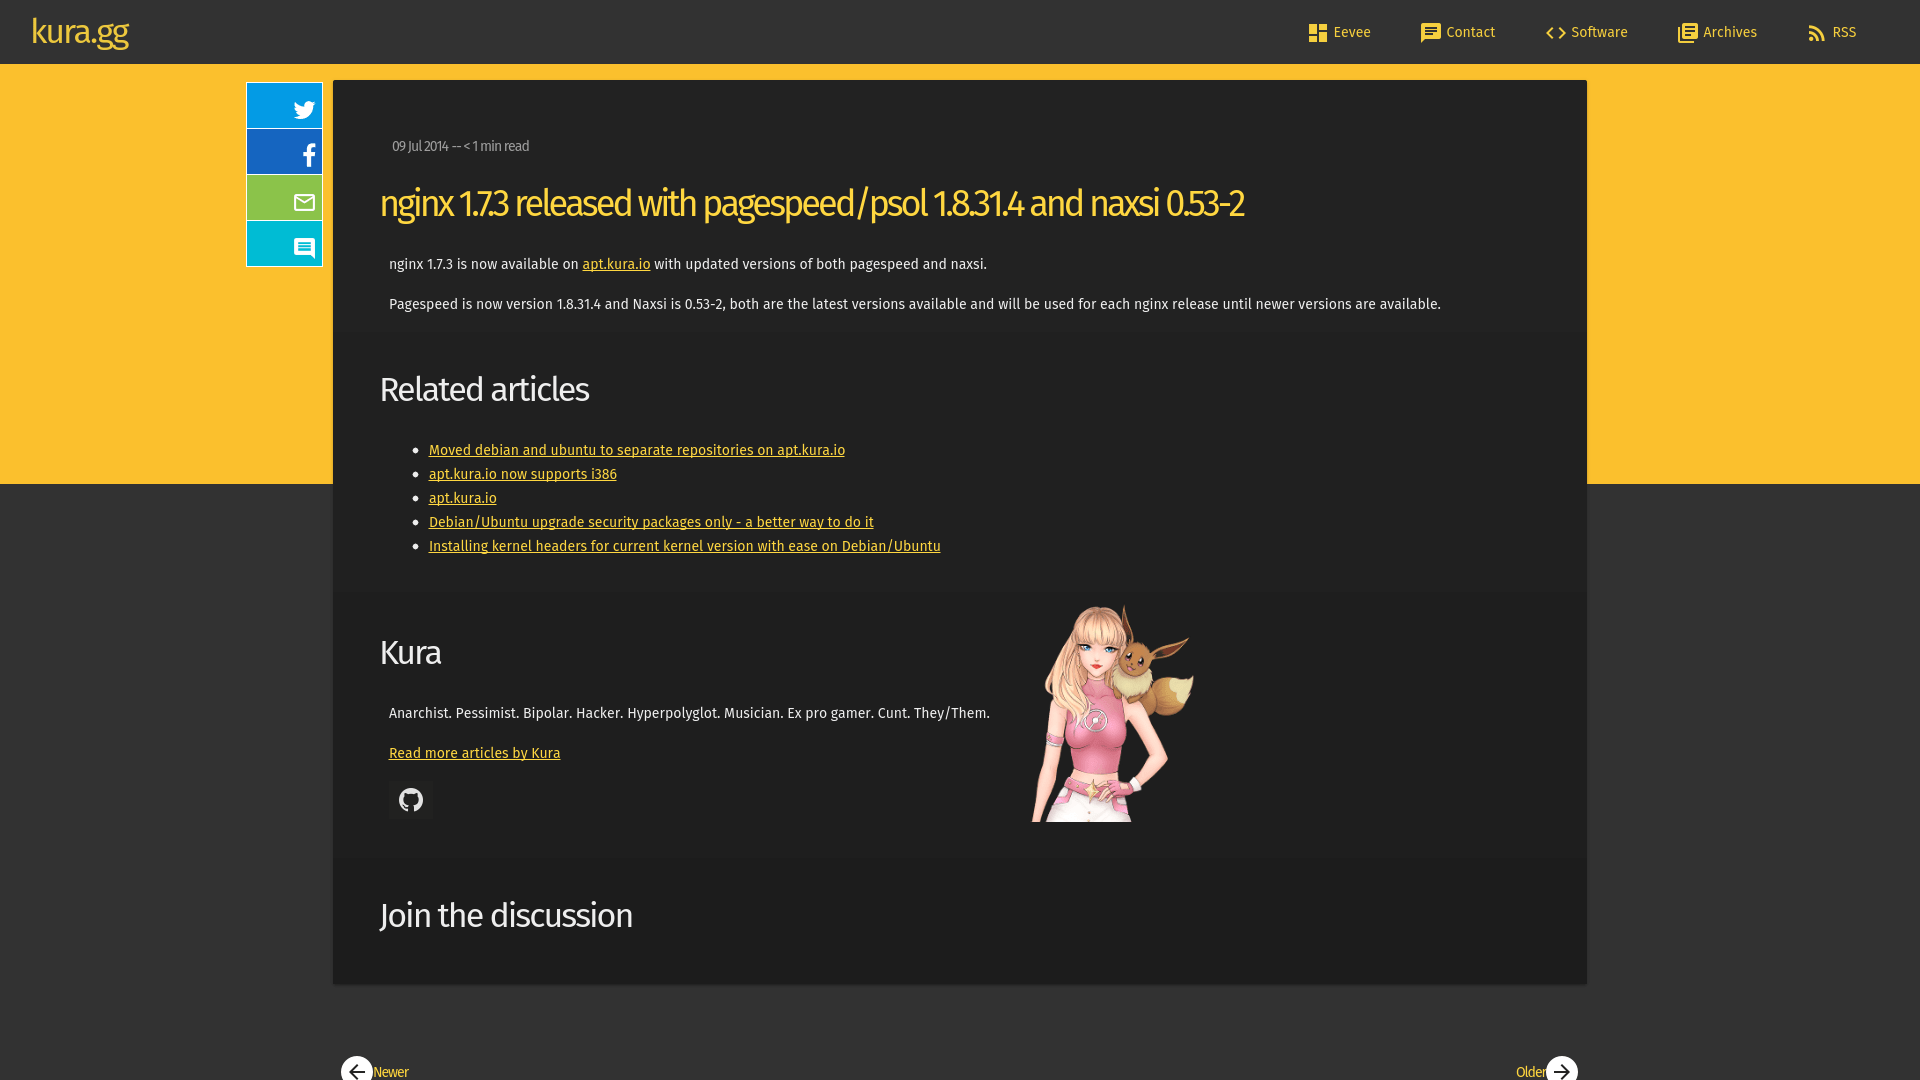 kura.gg
Eevee
Contact
Software
Archives
RSS
09 Jul 2014 -- < 1 min read
nginx 1.7.3 released with pagespeed/psol 1.8.31.4 and naxsi 0.53-2
nginx 1.7.3 is now available on apt.kura.io with updated versions of both pagespeed and naxsi.
Pagespeed is now version 1.8.31.4 and Naxsi is 0.53-2, both are the latest versions available and will be used for each nginx release until newer versions are available.
Related articles
Moved debian and ubuntu to separate repositories on apt.kura.io
apt.kura.io now supports i386
apt.kura.io
Debian/Ubuntu upgrade security packages only - a better way to do it
Installing kernel headers for current kernel version with ease on Debian/Ubuntu
Kura
Anarchist. Pessimist. Bipolar. Hacker. Hyperpolyglot. Musician. Ex pro gamer. Cunt. They/Them.
Read more articles by Kura
Join the discussion
Newer
Older